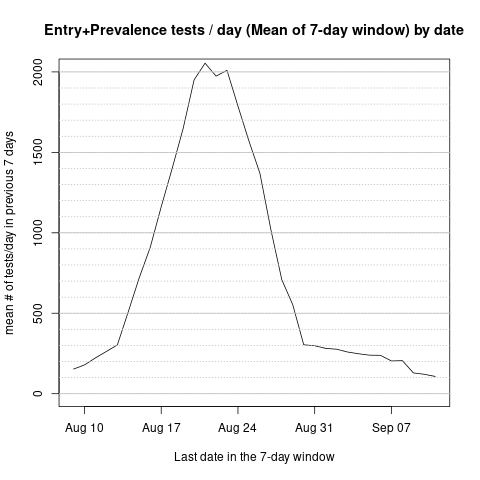 Entry+Prevalence tests / day (Mean of 7-day window) by date
mean # of tests/day in previous 7 days
2000
1500
1000
500
0
Aug 10 Aug 17 Aug 24 Aug 31 Sep 07
Last date in the 7-day window